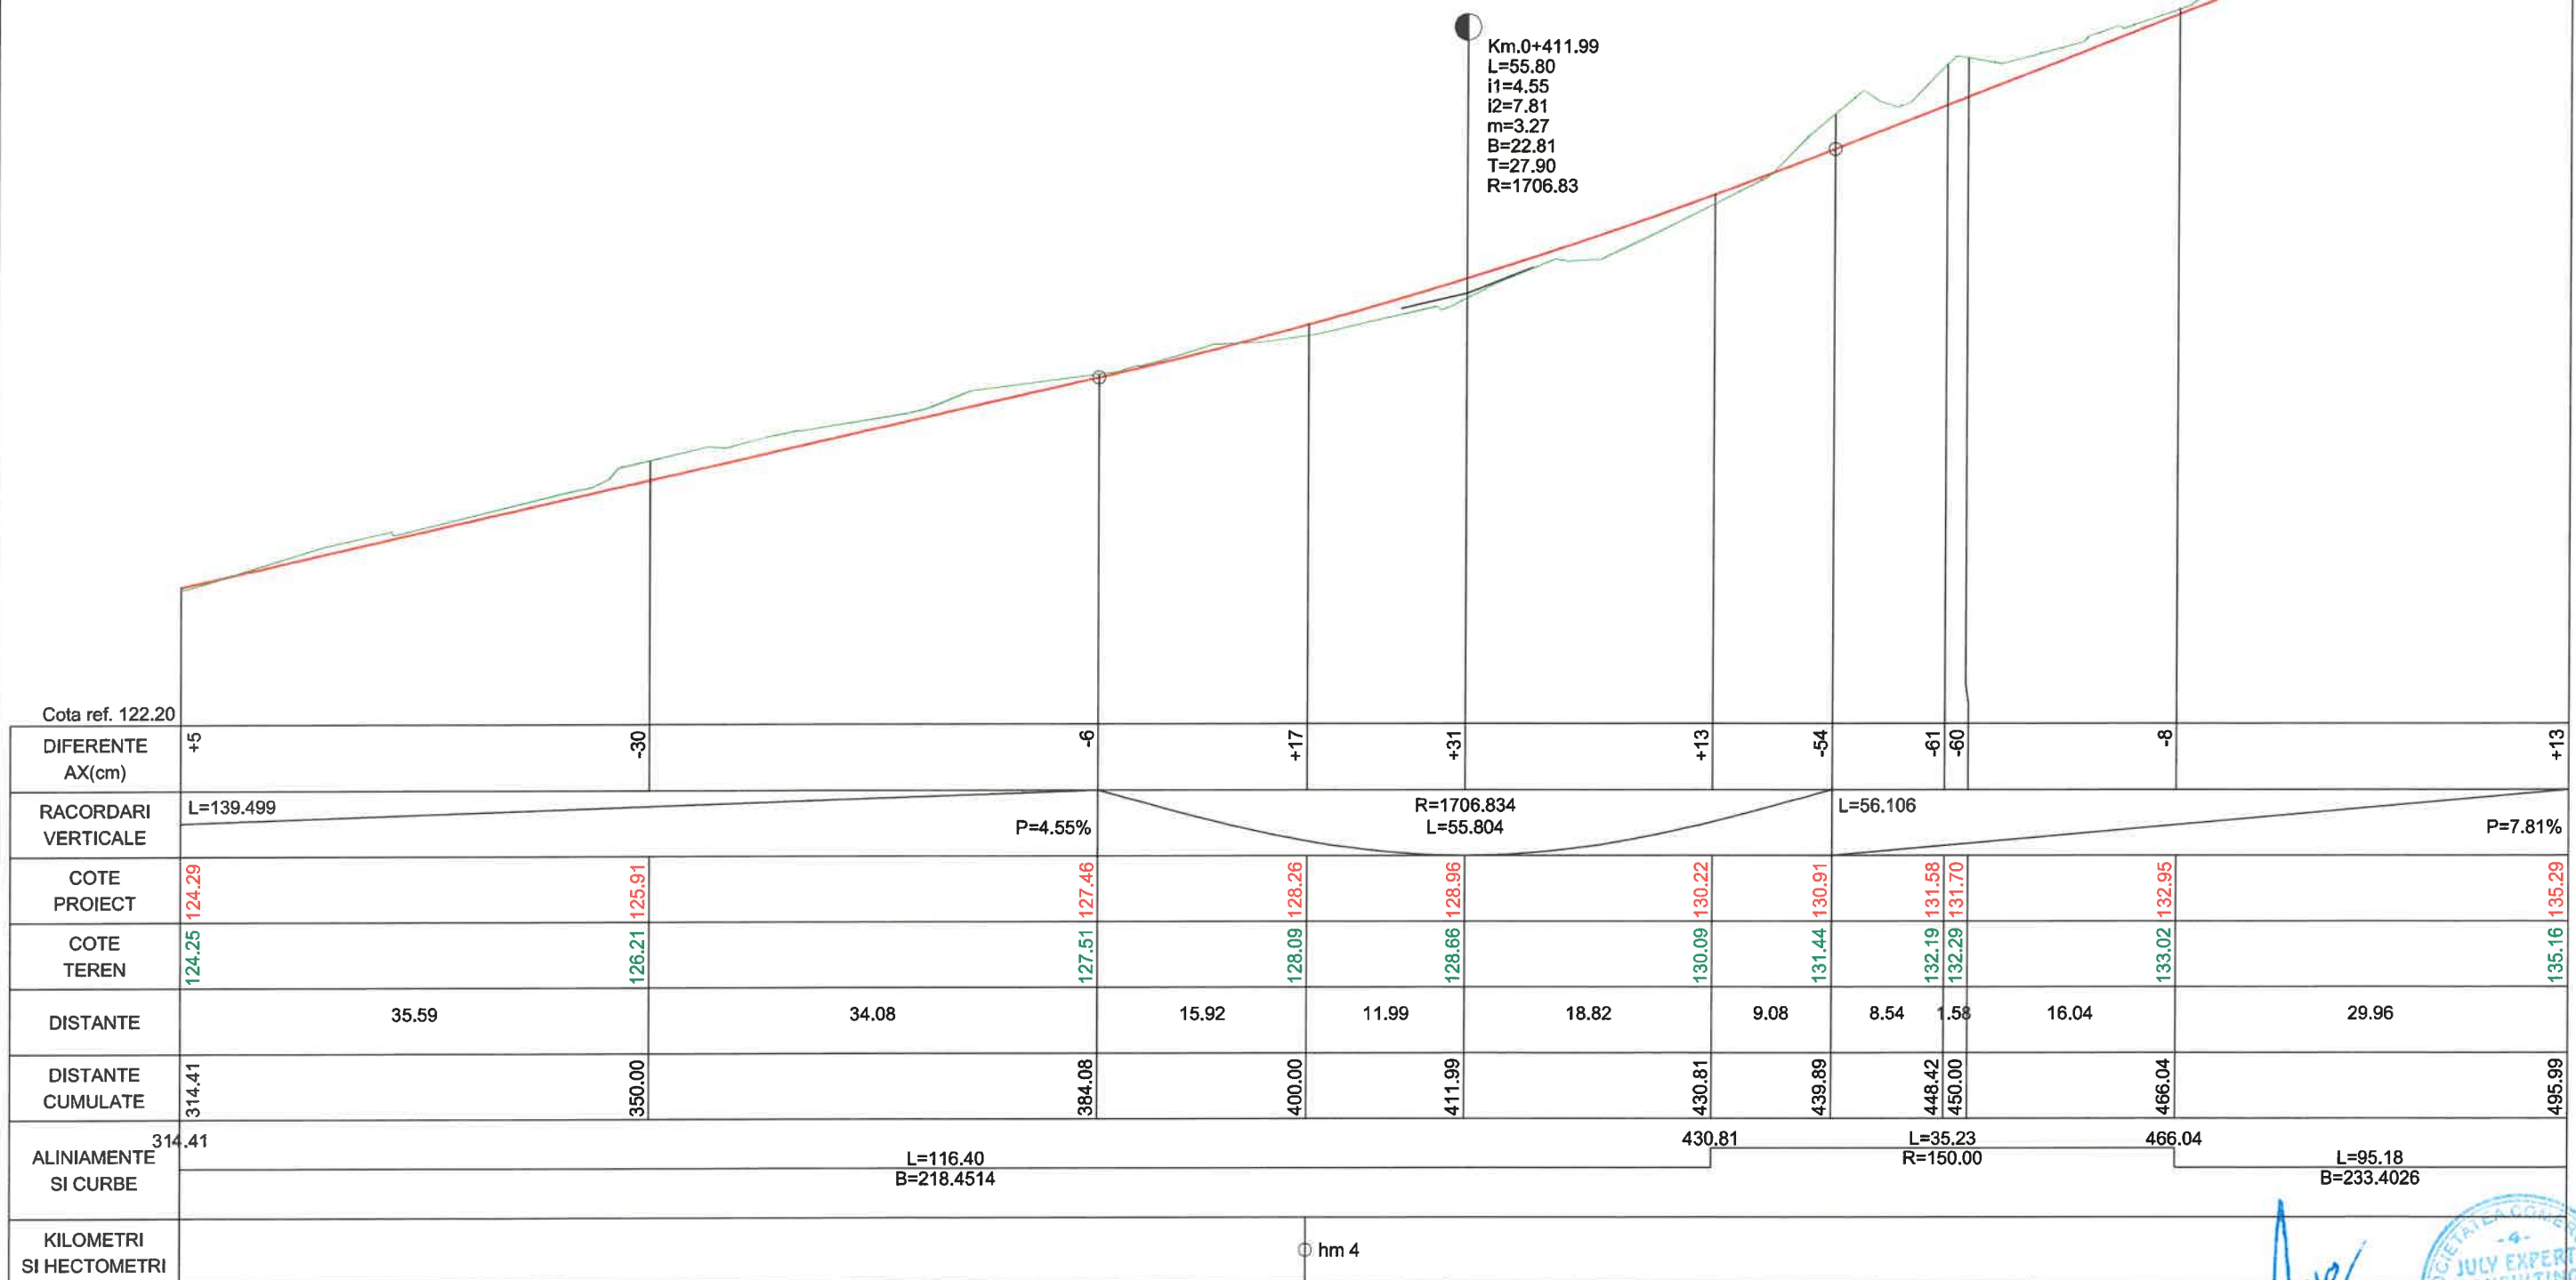 Km.0+411.99
L=55.80
i1=4.55
i2=7.81
m=3.27
B=22.81
T=27.90
R=1706.83
Cota ref. 122.20
DIFERENTE
AX(cm)
+5 -30 -6 +17 +31 +13 -54 -61 -60 -8 +13
RACORDARI
VERTICALE
L=139.499 P=4.55% R=1706.834 L=56.106 P=7.81%
L=55.804
COTE
PROIECT
124.29 125.91 127.46 128.26 128.96 130.22 130.91 131.58 131.70 132.95 135.29
COTE
TEREN
124.25 126.21 127.51 128.09 128.66 130.09 131.44 132.19 132.29 133.02 135.16
DISTANTE
35.59 34.08 15.92 11.99 18.82 9.08 8.54 1.58 16.04 29.96
DISTANTE
CUMULATE
314.41 350.00 384.08 400.00 411.99 430.81 439.89 448.42 450.00 466.04 495.99
ALINIAMENTE
SI CURBE
314.41 430.81 L=35.23 466.04
L=116.40 R=150.00 L=95.18
B=218.4514 B=233.4026
KILOMETRI
SI HECTOMETRI
hm 4
-4-
JULY EXPERT